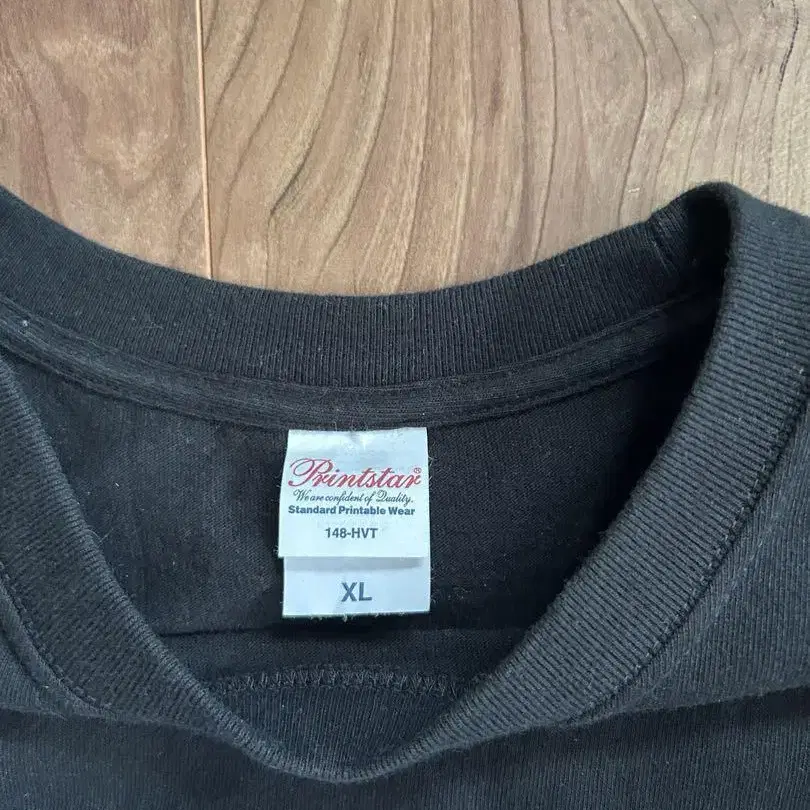 Printstar®
We are confident of Quality.
Standard Printable Wear
148-HVT
XL